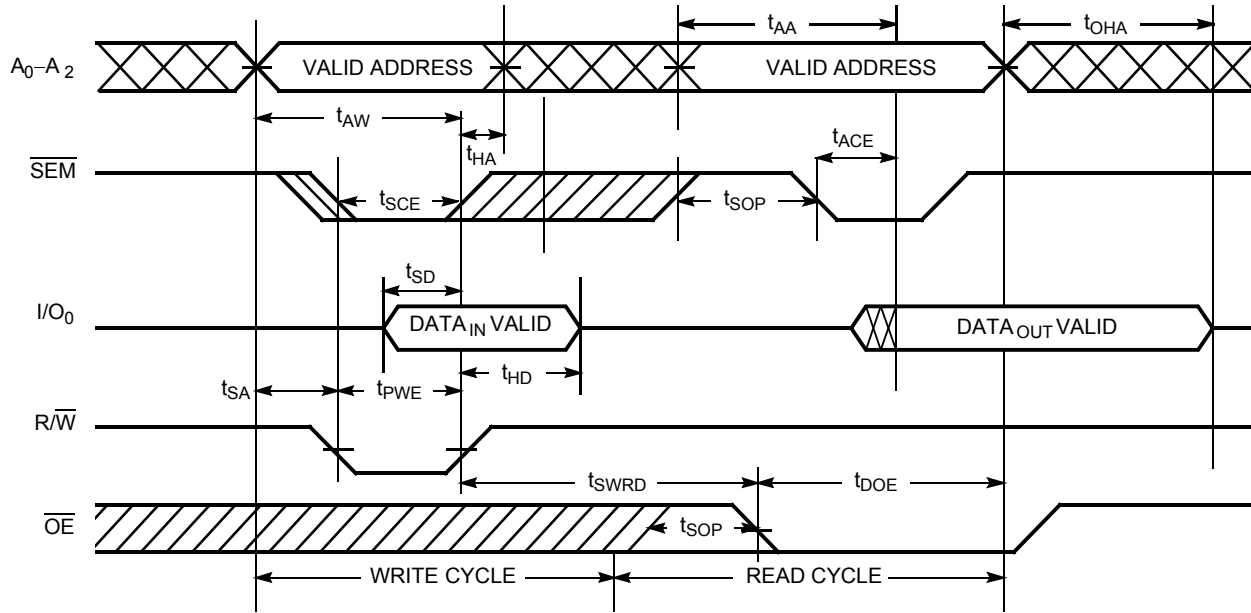 tAA
tOHA
A0–A2
VALID ADDRESS
VALID ADDRESS
tAW
tHA
tACE
SEM
tSCE
tSOP
tSD
I/O0
DATAIN VALID
DATAOUT VALID
tSA
tPWE
tHD
R/W
tSWRD
tDOE
OE
tSOP
WRITE CYCLE
READ CYCLE